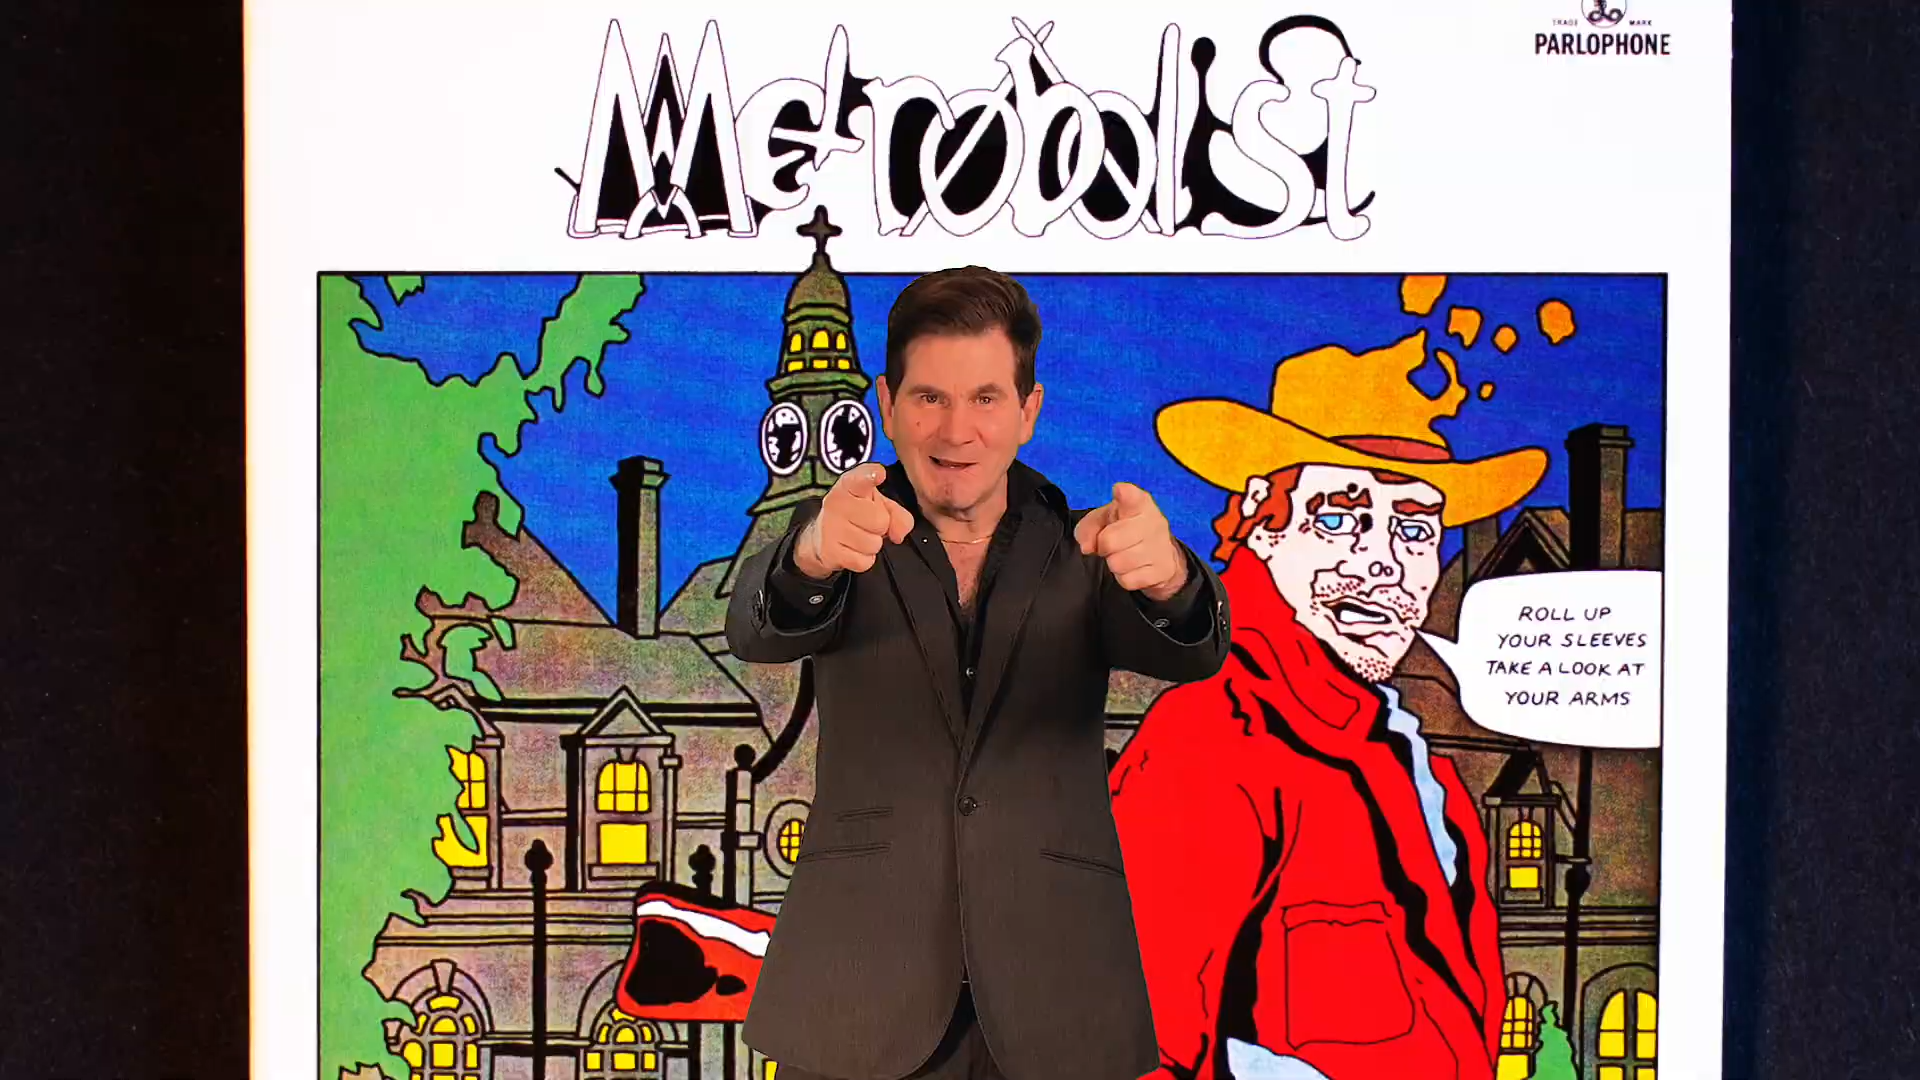 Metrobolist
TRADE MARK
PARLOPHONE
ROLL UP
YOUR SLEEVES
TAKE A LOOK AT
YOUR ARMS